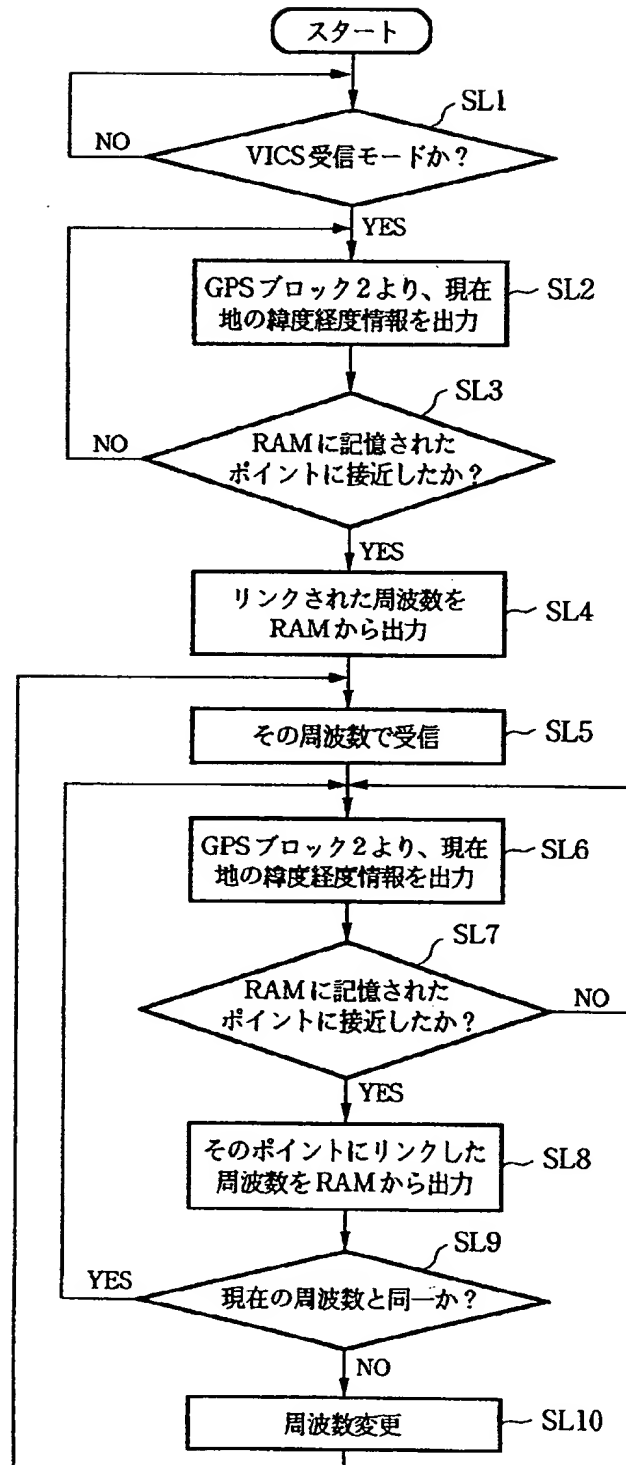 スタート
SL1
NO
VICS受信モードか？
YES
GPSブロック2より、現在
地の緯度経度情報を出力
SL2
SL3
NO
RAMに記憶された
ポイントに接近したか？
YES
リンクされた周波数を
RAMから出力
SL4
その周波数で受信
SL5
GPSブロック2より、現在
地の緯度経度情報を出力
SL6
SL7
RAMに記憶された
ポイントに接近したか？
NO
YES
そのポイントにリンクした
周波数をRAMから出力
SL8
SL9
YES
現在の周波数と同一か？
NO
周波数変更
SL10